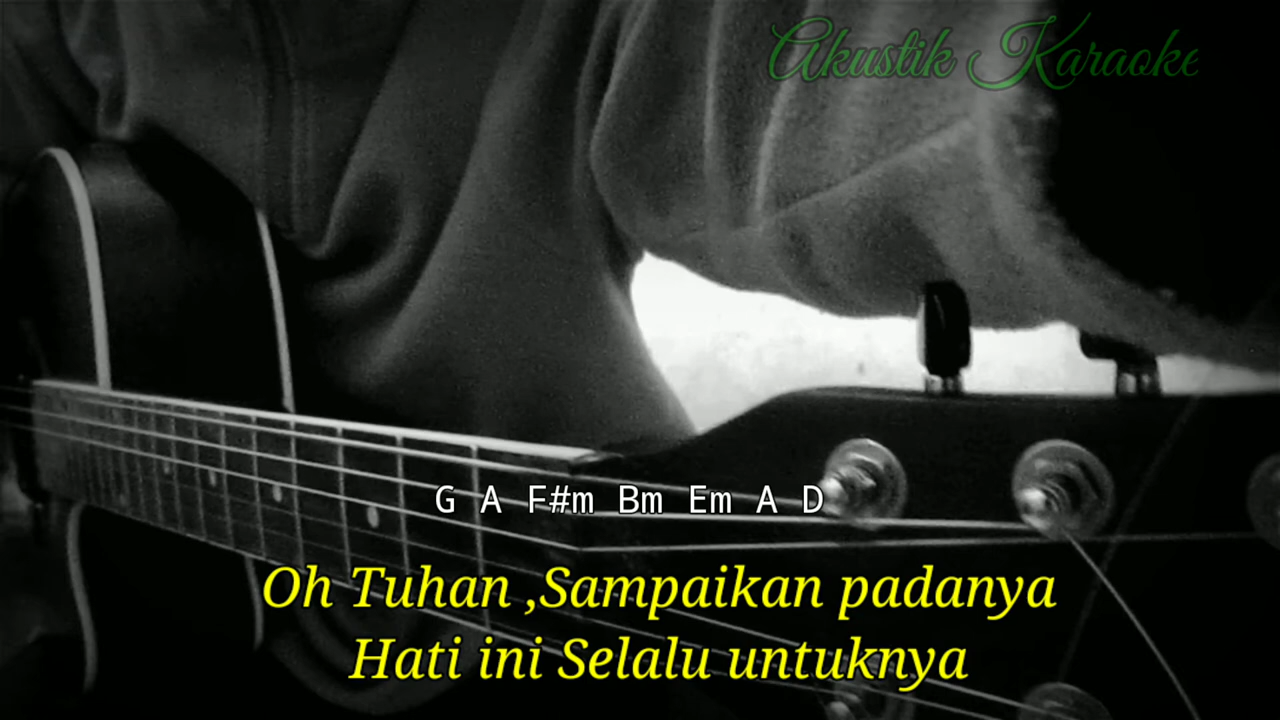 Akustik Karaoke
G A F#m Bm Em A D
Oh Tuhan ,Sampaikan padanya
Hati ini Selalu untuknya